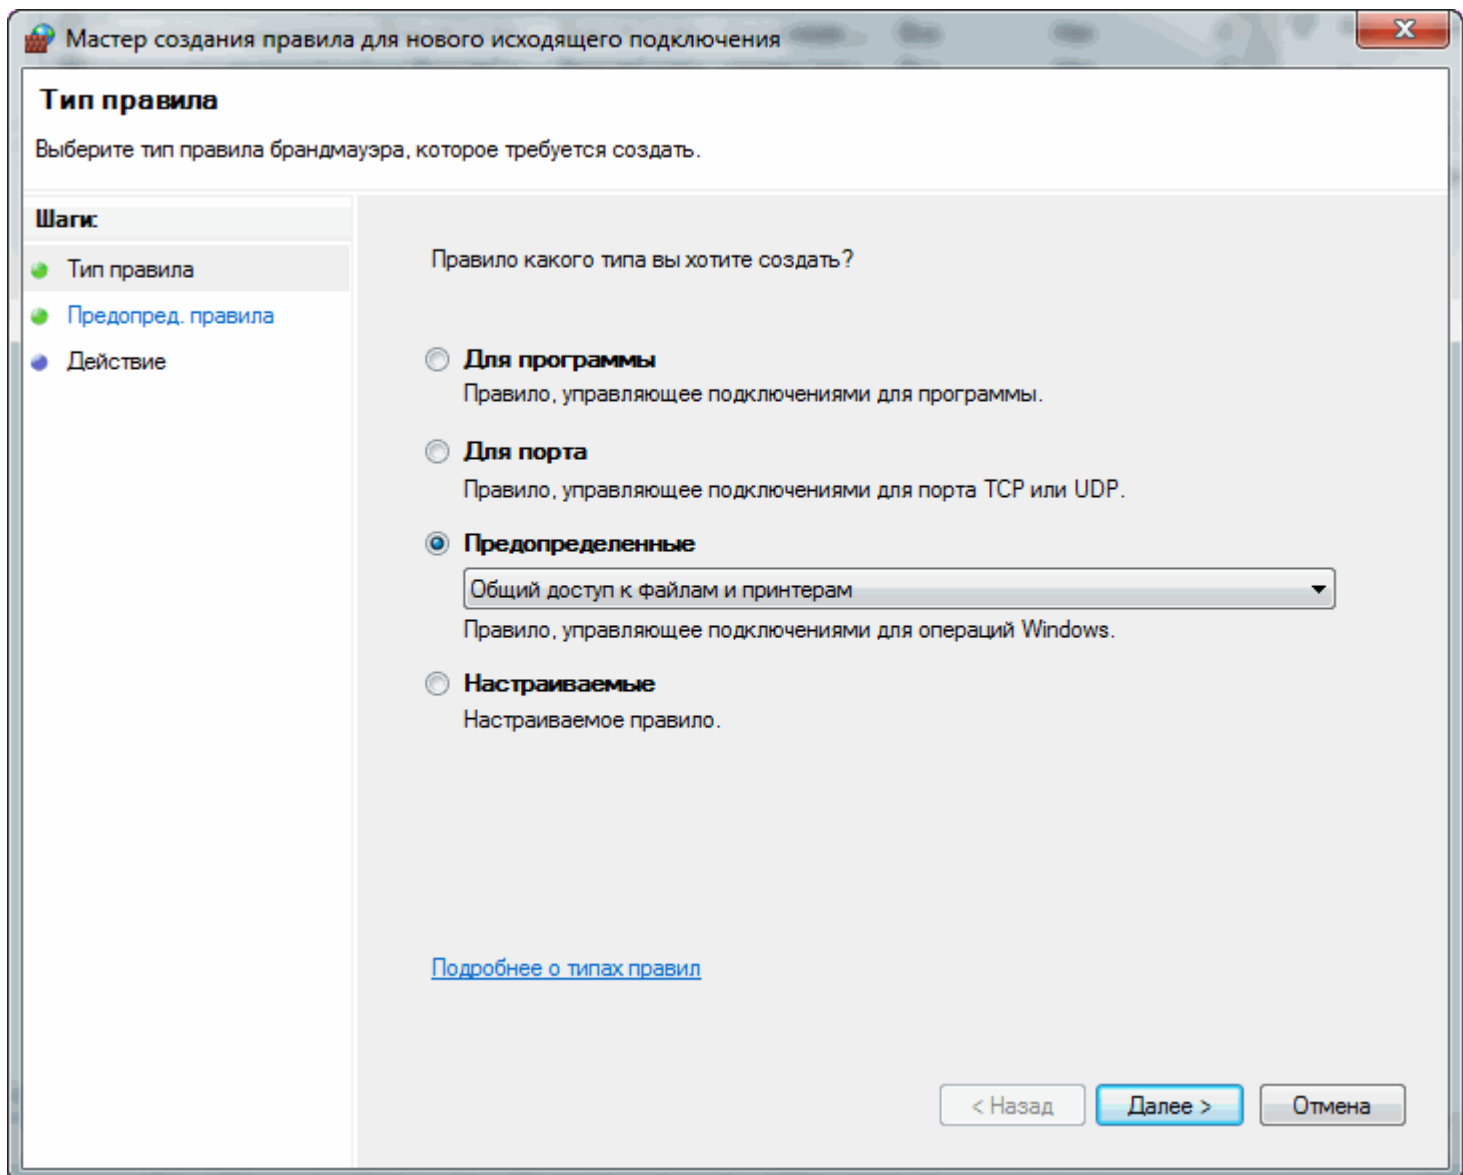 Мастер создания правила для нового исходящего подключения
Тип правила
Выберите тип правила брандмауэра, которое требуется создать.
Шаги:
Тип правила
Предопред. правила
Действие
Правило какого типа вы хотите создать?
Для программы
Правило, управляющее подключениями для программы.
Для порта
Правило, управляющее подключениями для порта TCP или UDP.
Предопределенные
Общий доступ к файлам и принтерам
Правило, управляющее подключениями для операций Windows.
Настраиваемые
Настраиваемое правило.
Подробнее о типах правил
< Назад
Далее >
Отмена